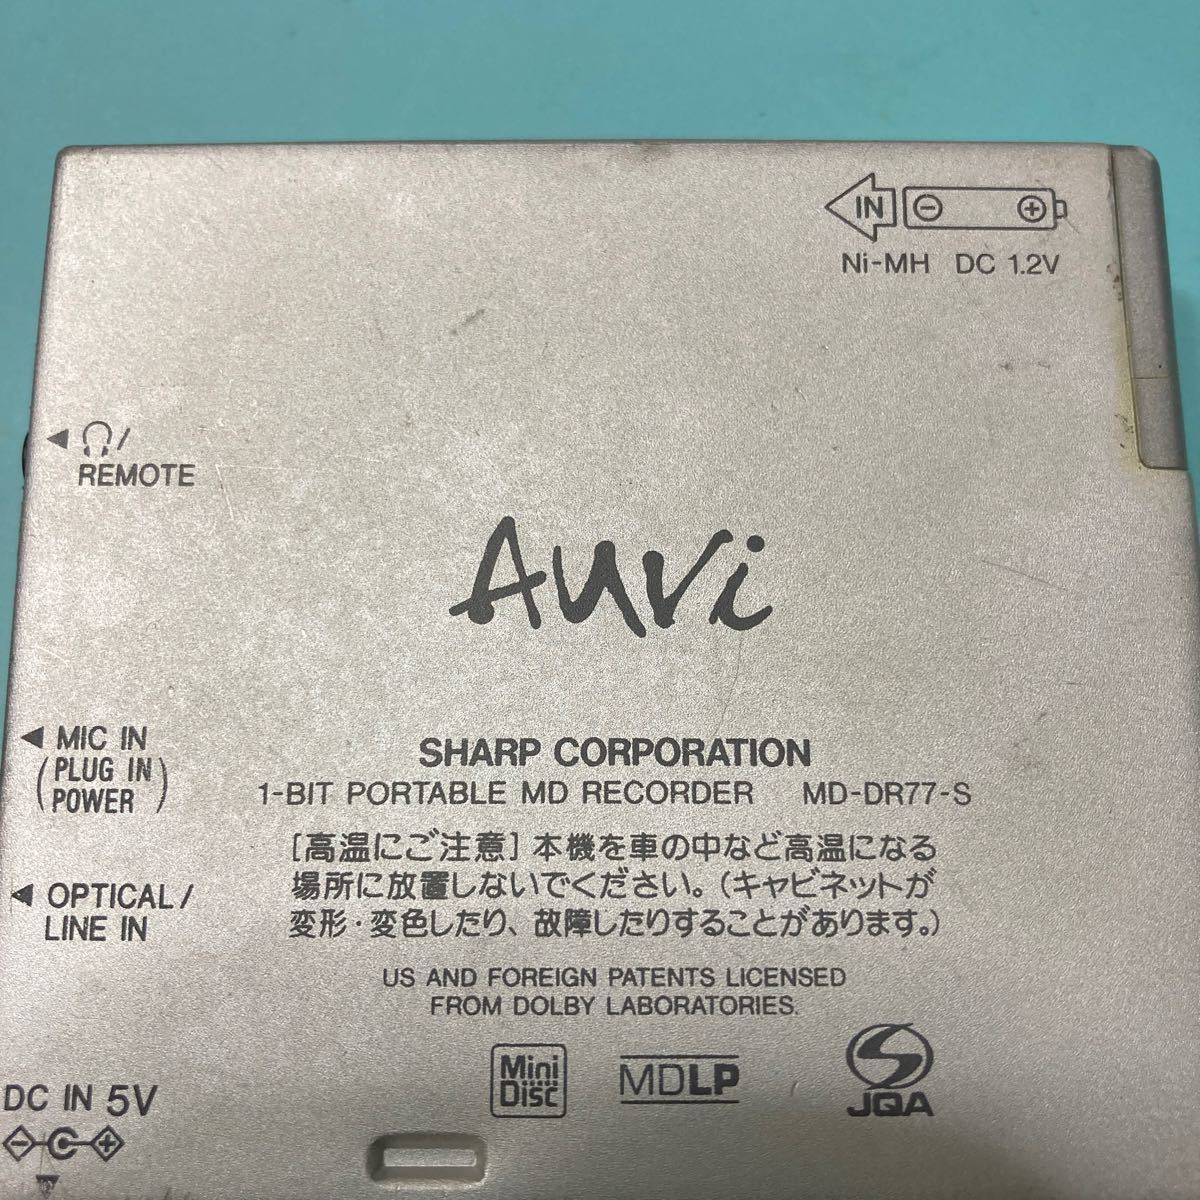 IN
Ni-MH DC 1.2V
/
REMOTE
Auvi
MIC IN
(PLUG IN
POWER)
SHARP CORPORATION
1-BIT PORTABLE MD RECORDER MD-DR77-S
[高温にご注意] 本機を車の中など高温になる
場所に放置しないでください。(キャビネットが
変形・変色したり、故障したりすることがあります。)
OPTICAL/
LINE IN
US AND FOREIGN PATENTS LICENSED
FROM DOLBY LABORATORIES.
Mini
Disc
MDLP
JQA
DC IN 5V